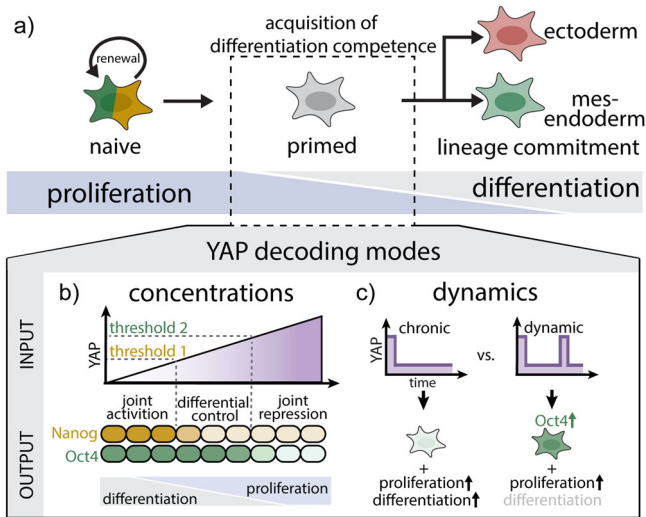 a)
acquisition of
differentiation competence
renewal
ectoderm
mes-
endoderm
naive
primed
lineage commitment
proliferation
differentiation
YAP decoding modes
INPUT
OUTPUT
b)
concentrations
YAP
threshold 2
threshold 1
joint
activition
differential
control
joint
repression
Nanog
Oct4
differentiation
proliferation
c)
dynamics
YAP
chronic
time
vs.
dynamic
Oct4⬆
+
proliferation⬆
differentiation⬆
+
proliferation⬆
differentiation